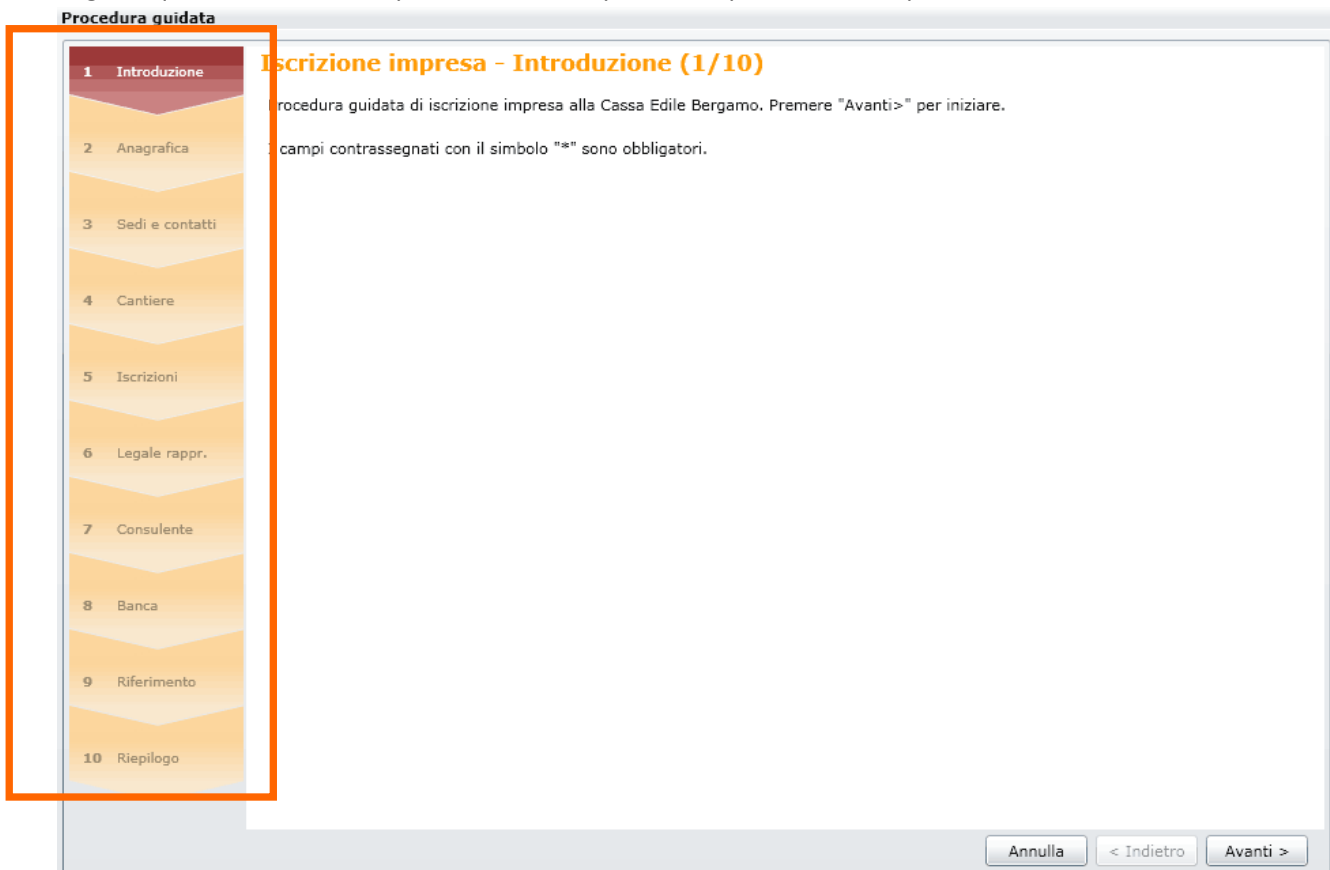 Procedura guidata
1 Introduzione
2 Anagrafica
3 Sedi e contatti
4 Cantiere
5 Iscrizioni
6 Legale rappr.
7 Consulente
8 Banca
9 Riferimento
10 Riepilogo
Iscrizione impresa - Introduzione (1/10)
Procedura guidata di iscrizione impresa alla Cassa Edile Bergamo. Premere "Avanti>" per iniziare.
I campi contrassegnati con il simbolo "*" sono obbligatori.
Annulla
< Indietro
Avanti >